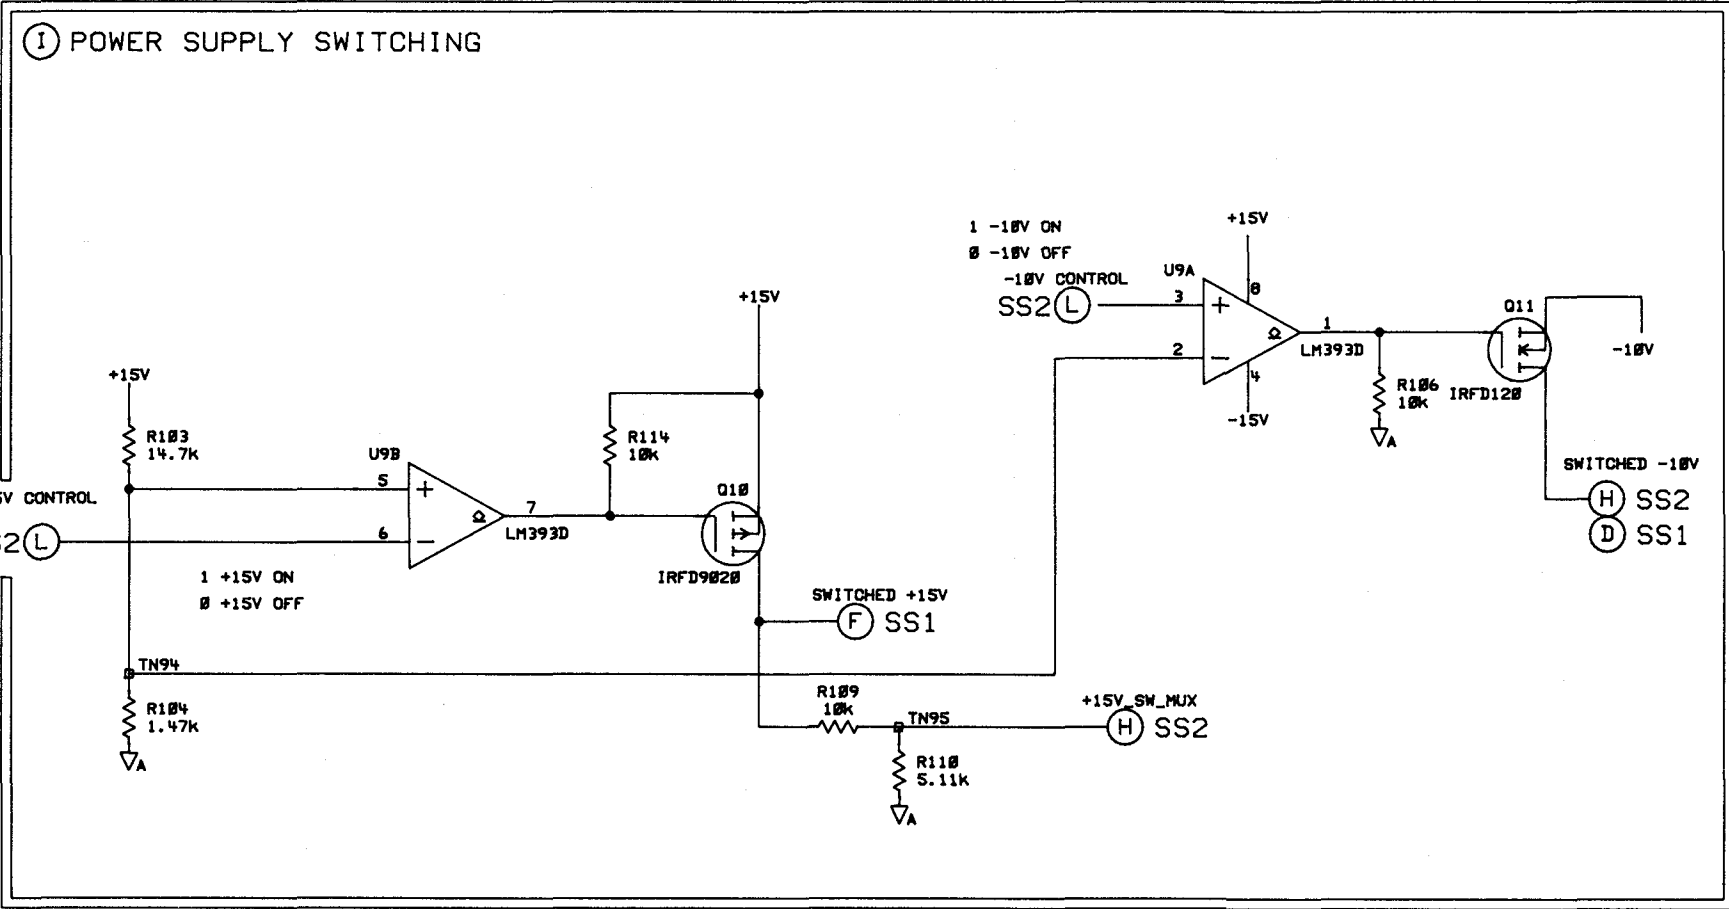 I POWER SUPPLY SWITCHING
+15V
R103
14.7k
5V CONTROL
2 L
1 +15V ON
0 +15V OFF
TN94
R104
1.47k
A
U9B
5
+
6
-
7
LM393D
R114
10k
+15V
Q10
IRFD9020
SWITCHED +15V
F SS1
R109
10k
TN95
R110
5.11k
A
+15V_SW_MUX
H SS2
1 -10V ON
0 -10V OFF
-10V CONTROL
SS2 L
U9A
+15V
8
3
+
2
-
4
-15V
1
LM393D
R106
10k
A
Q11
IRFD120
-10V
SWITCHED -10V
H SS2
D SS1